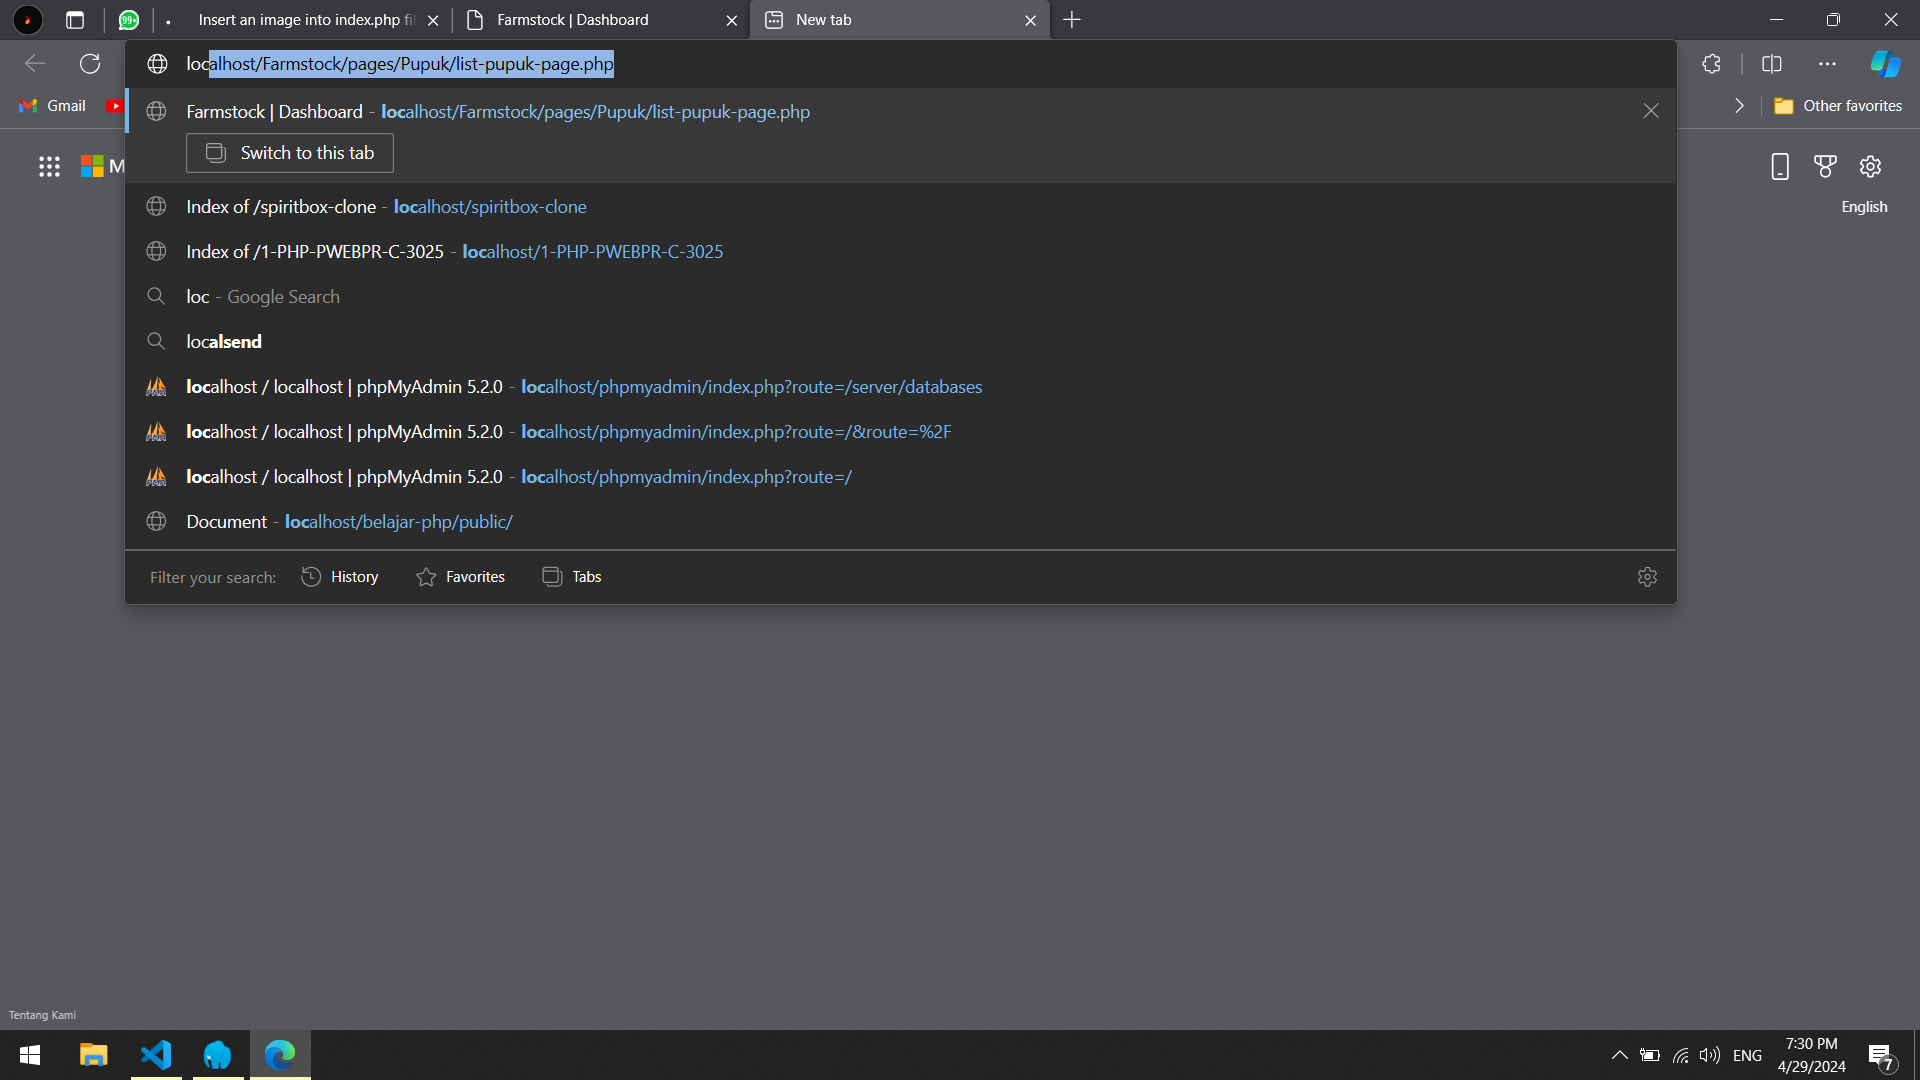 99+
Insert an image into index.php fi
Farmstock | Dashboard
New tab
localhost/Farmstock/pages/Pupuk/list-pupuk-page.php
Gmail
Other favorites
Farmstock | Dashboard - localhost/Farmstock/pages/Pupuk/list-pupuk-page.php
Switch to this tab
M
English
Index of /spiritbox-clone - localhost/spiritbox-clone
Index of /1-PHP-PWEBPR-C-3025 - localhost/1-PHP-PWEBPR-C-3025
loc - Google Search
localsend
localhost / localhost | phpMyAdmin 5.2.0 - localhost/phpmyadmin/index.php?route=/server/databases
localhost / localhost | phpMyAdmin 5.2.0 - localhost/phpmyadmin/index.php?route=/&route=%2F
localhost / localhost | phpMyAdmin 5.2.0 - localhost/phpmyadmin/index.php?route=/
Document - localhost/belajar-php/public/
Filter your search: History Favorites Tabs
Tentang Kami
ENG
7:30 PM
4/29/2024
7